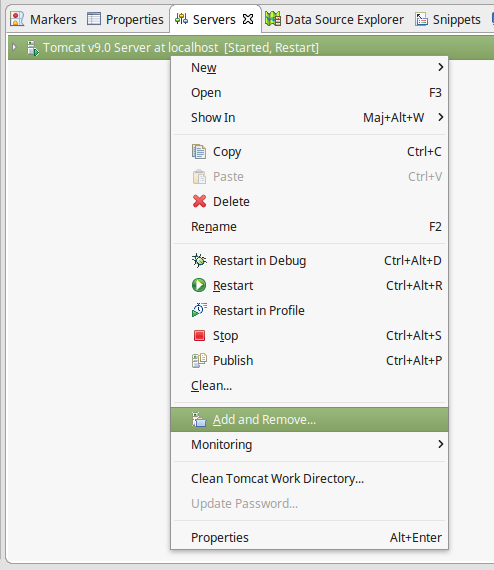 Markers Properties Servers Data Source Explorer Snippets
Tomcat v9.0 Server at localhost [Started, Restart]
New
Open F3
Show In Maj+Alt+W
Copy Ctrl+C
Paste Ctrl+V
Delete
Rename F2
Restart in Debug Ctrl+Alt+D
Restart Ctrl+Alt+R
Restart in Profile
Stop Ctrl+Alt+S
Publish Ctrl+Alt+P
Clean...
Add and Remove...
Monitoring
Clean Tomcat Work Directory...
Update Password...
Properties Alt+Enter